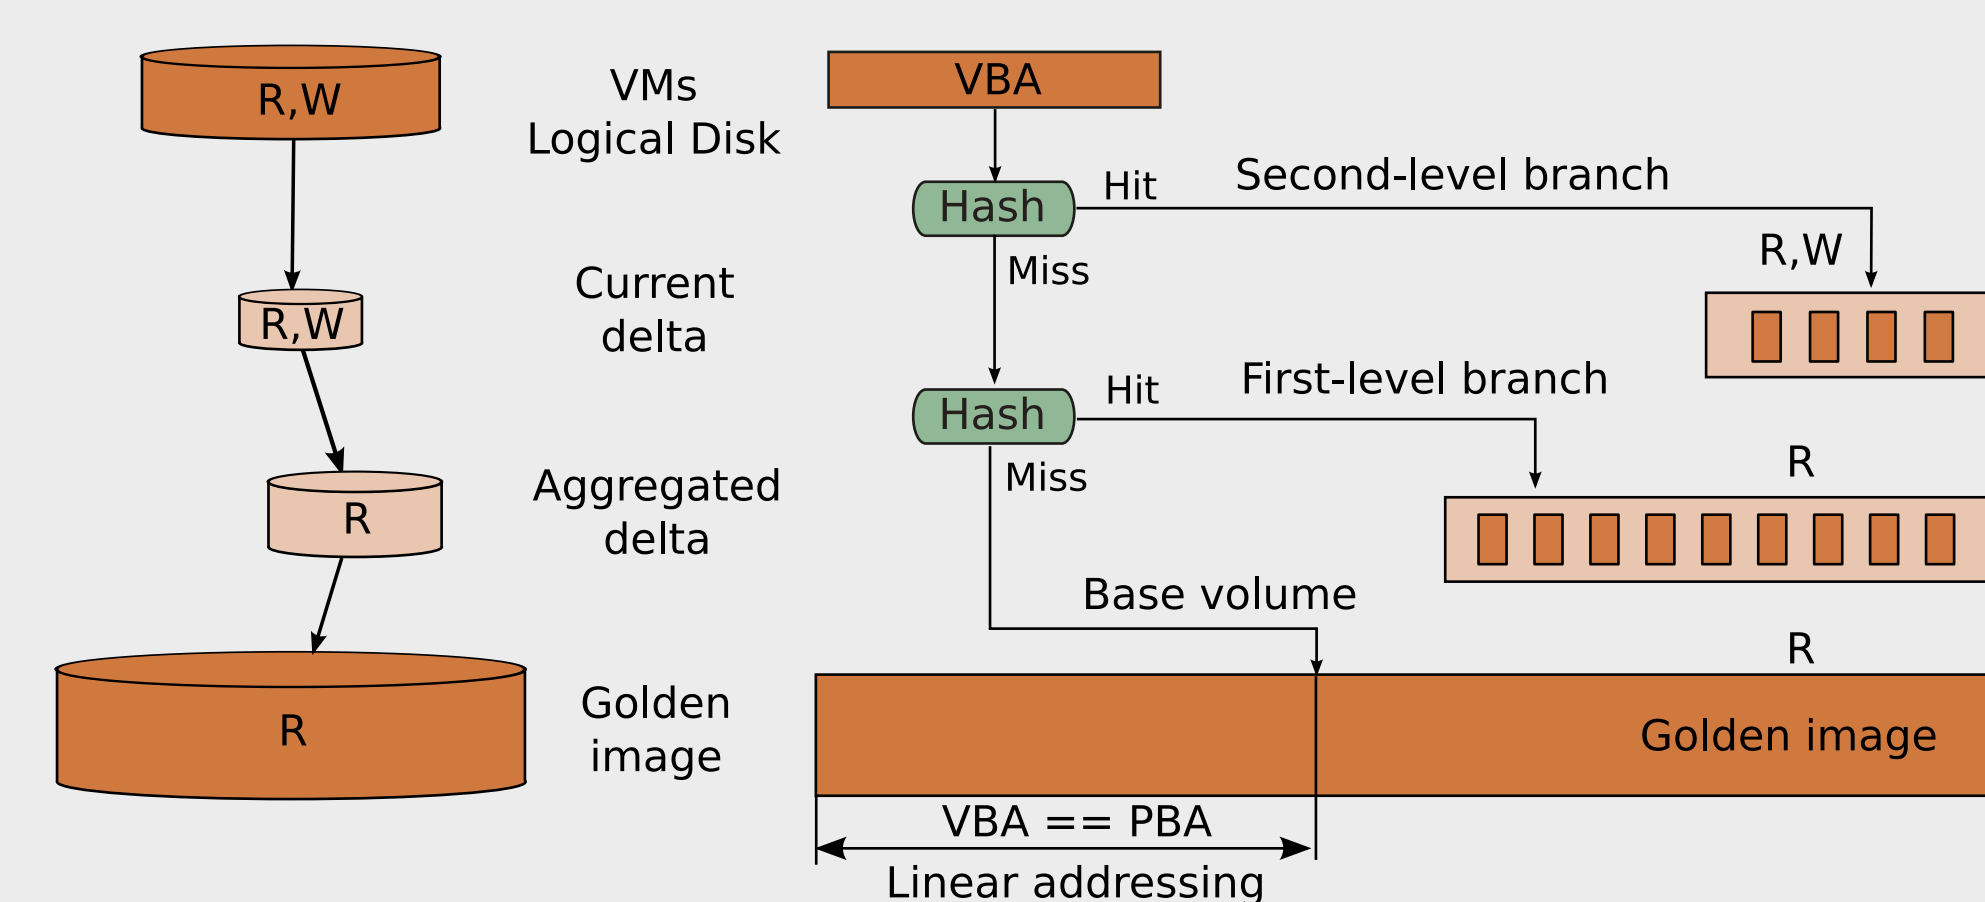 R,W
VMs
Logical Disk
VBA
Hash
Hit
Second-level branch
Miss
R,W
R,W
Current
delta
Hash
Hit
First-level branch
Miss
R
R
Aggregated
delta
Base volume
R
R
Golden
image
Golden image
VBA == PBA
Linear addressing